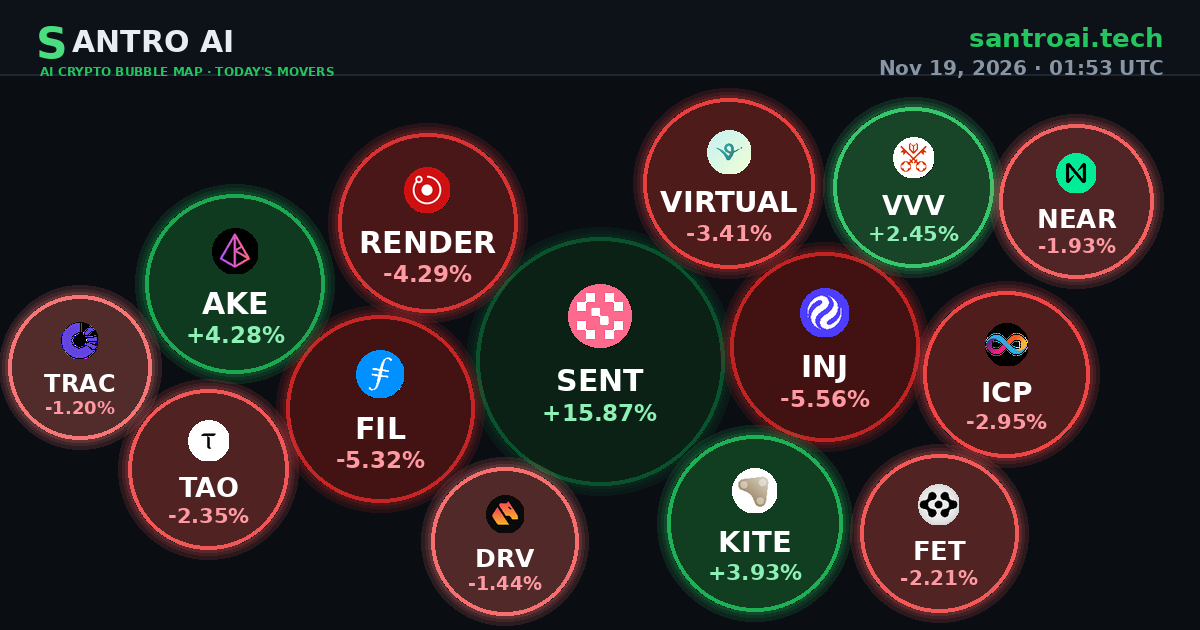 SANTRO AI
AI CRYPTO BUBBLE MAP · TODAY'S MOVERS
santroai.tech
Nov 19, 2026 · 01:53 UTC
VIRTUAL
-3.41%
VVV
+2.45%
NEAR
-1.93%
RENDER
-4.29%
AKE
+4.28%
SENT
+15.87%
INJ
-5.56%
ICP
-2.95%
TRAC
-1.20%
FIL
-5.32%
TAO
-2.35%
DRV
-1.44%
KITE
+3.93%
FET
-2.21%